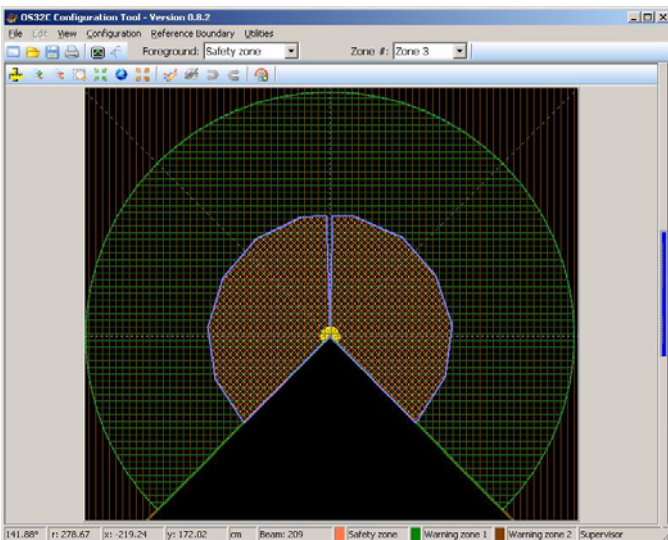 OS32C Configuration Tool - Version 0.8.2
File Edit View Configuration Reference Boundary Utilities
Foreground: Safety zone Zone #: Zone 3
141.88° r: 278.67 x: -219.24 y: 172.02 cm Beam: 209 Safety zone Warning zone 1 Warning zone 2 Supervisor